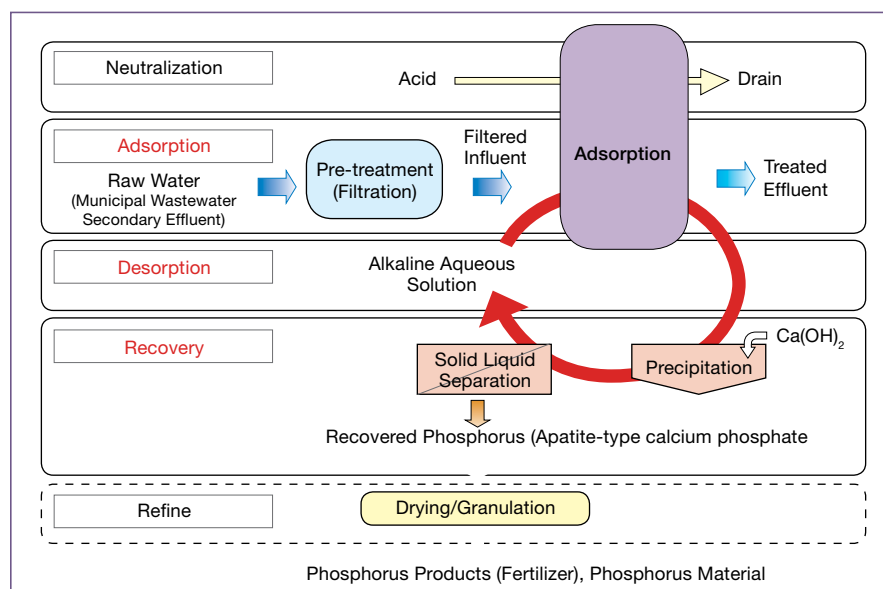 Neutralization
Acid
Drain
Adsorption
Raw Water
(Municipal Wastewater
Secondary Effluent)
Pre-treatment
(Filtration)
Filtered
Influent
Adsorption
Treated
Effluent
Desorption
Alkaline Aqueous
Solution
Recovery
Solid Liquid
Separation
Precipitation
Ca(OH)₂
Recovered Phosphorus (Apatite-type calcium phosphate
Refine
Drying/Granulation
Phosphorus Products (Fertilizer), Phosphorus Material